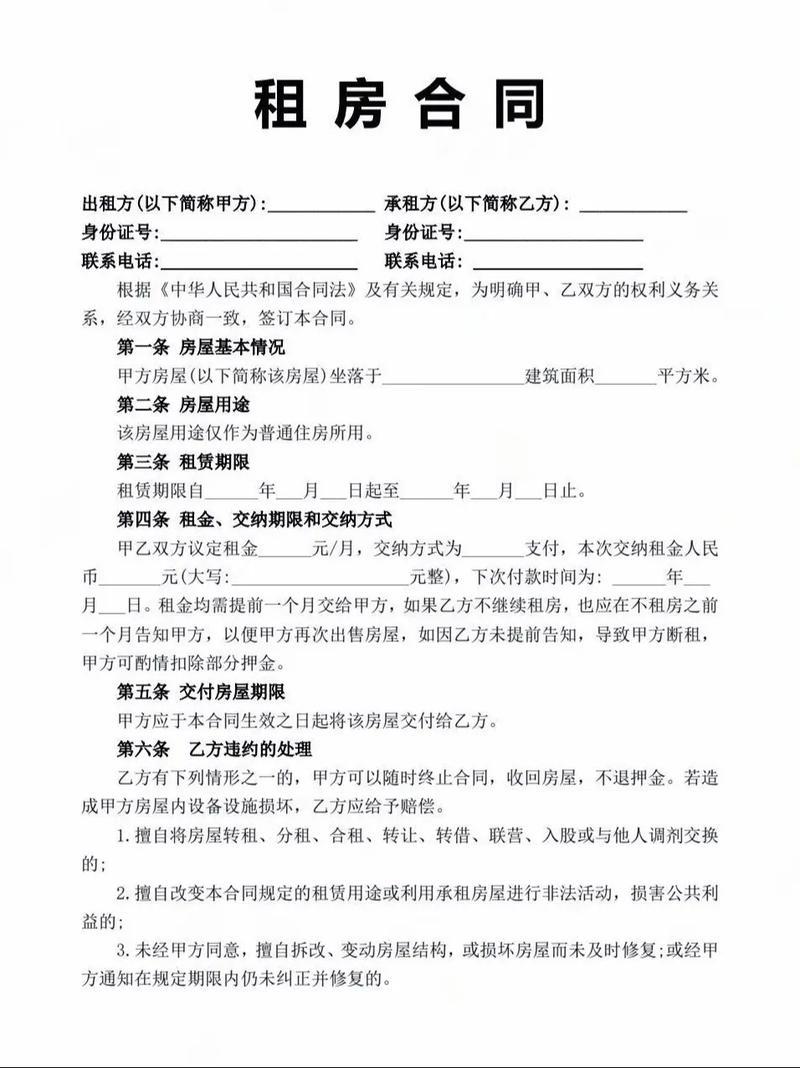 租房合同
出租方(以下简称甲方):____________ 承租方(以下简称乙方): ____________
身份证号:______________________ 身份证号:____________________
联系电话:______________________ 联系电话: ___________________
根据《中华人民共和国合同法》及有关规定，为明确甲、乙双方的权利义务关
系，经双方协商一致，签订本合同。
第一条 房屋基本情况
甲方房屋(以下简称该房屋)坐落于________________建筑面积_______平方米。
第二条 房屋用途
该房屋用途仅作为普通住房所用。
第三条 租赁期限
租赁期限自______年___月___日起至______年___月___日止。
第四条 租金、交纳期限和交纳方式
甲乙双方议定租金______元/月，交纳方式为_______支付，本次交纳租金人民
币_______元(大写:____________________元整)，下次付款时间为: ______年___
月___日。租金均需提前一个月交给甲方，如果乙方不继续租房，也应在不租房之前
一个月告知甲方，以便甲方再次出售房屋，如因乙方未提前告知，导致甲方断租，
甲方可酌情扣除部分押金。
第五条 交付房屋期限
甲方应于本合同生效之日起将该房屋交付给乙方。
第六条 乙方违约的处理
乙方有下列情形之一的，甲方可以随时终止合同，收回房屋，不退押金。若造
成甲方房屋内设备设施损坏，乙方应给予赔偿。
1.擅自将房屋转租、分租、合租、转让、转借、联营、入股或与他人调剂交换
的;
2.擅自改变本合同规定的租赁用途或利用承租房屋进行非法活动，损害公共利
益的;
3.未经甲方同意，擅自拆改、变动房屋结构，或损坏房屋而未及时修复;或经甲
方通知在规定期限内仍未纠正并修复的。